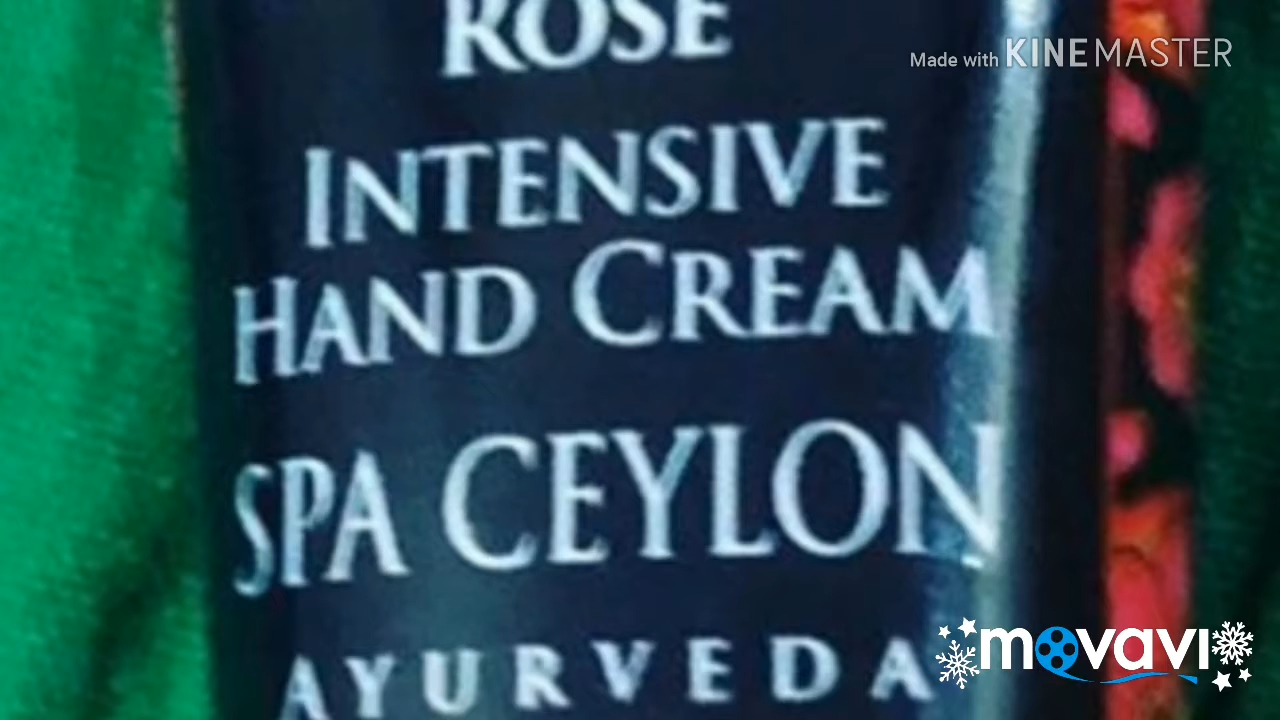 ROSE
Made with KINEMASTER
INTENSIVE
HAND CREAM
SPA CEYLON
AYURVEDA
movavi